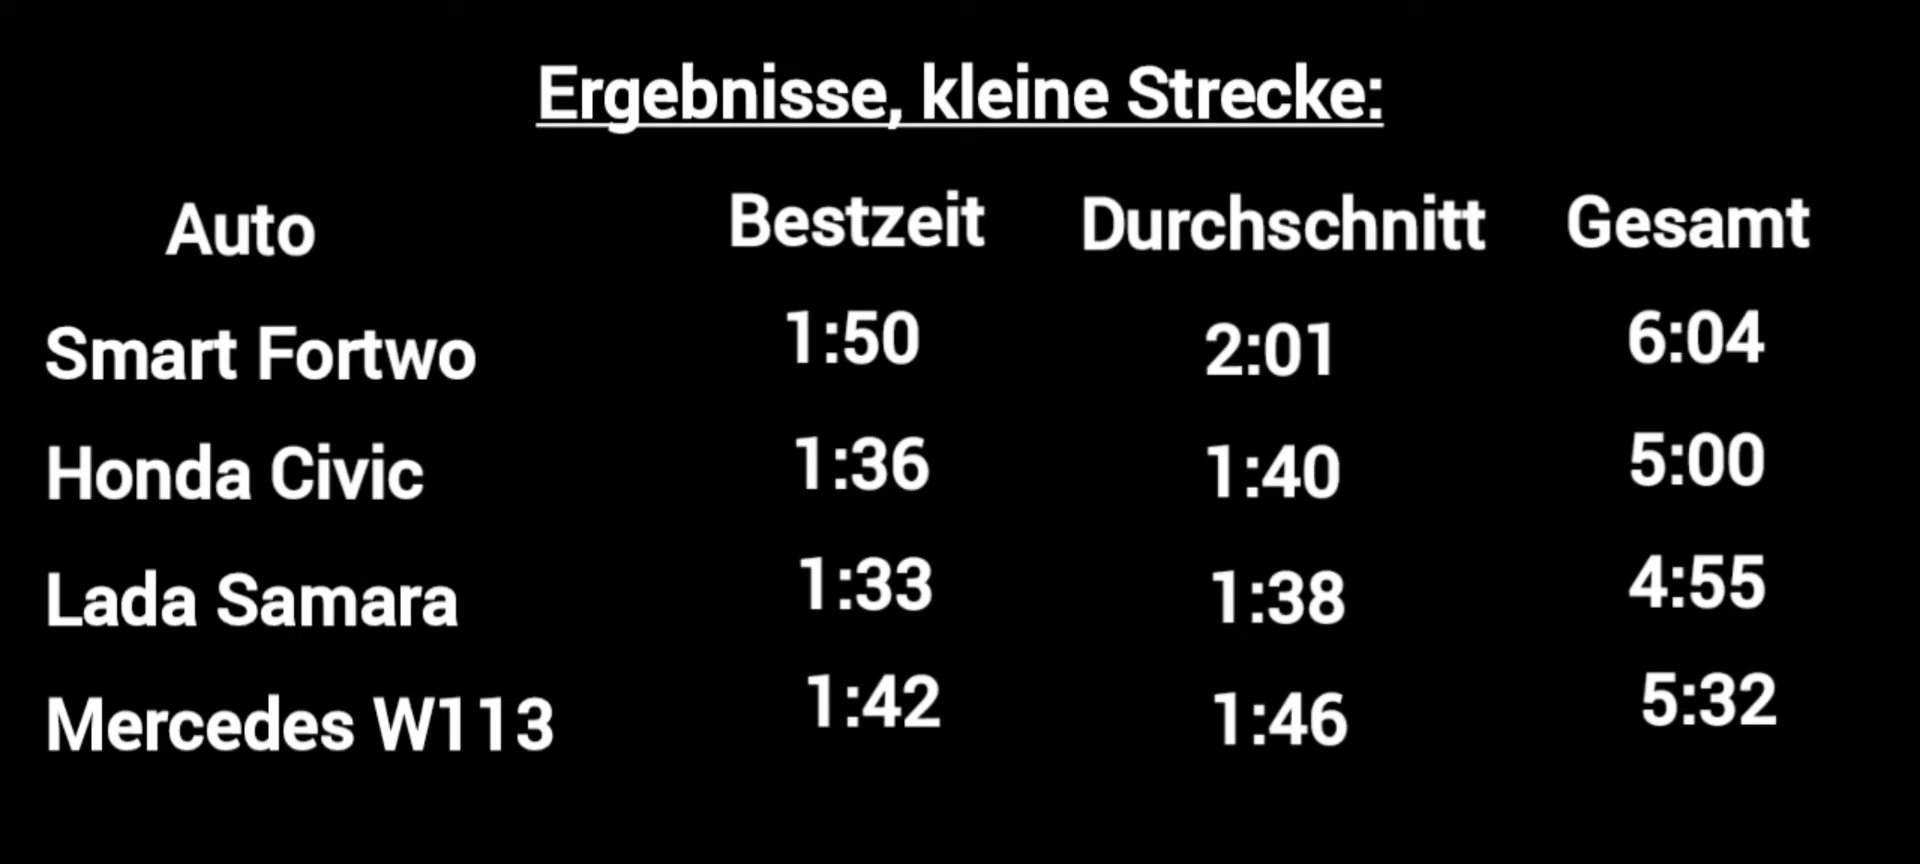 Ergebnisse, kleine Strecke:
Auto Bestzeit Durchschnitt Gesamt
Smart Fortwo 1:50 2:01 6:04
Honda Civic 1:36 1:40 5:00
Lada Samara 1:33 1:38 4:55
Mercedes W113 1:42 1:46 5:32